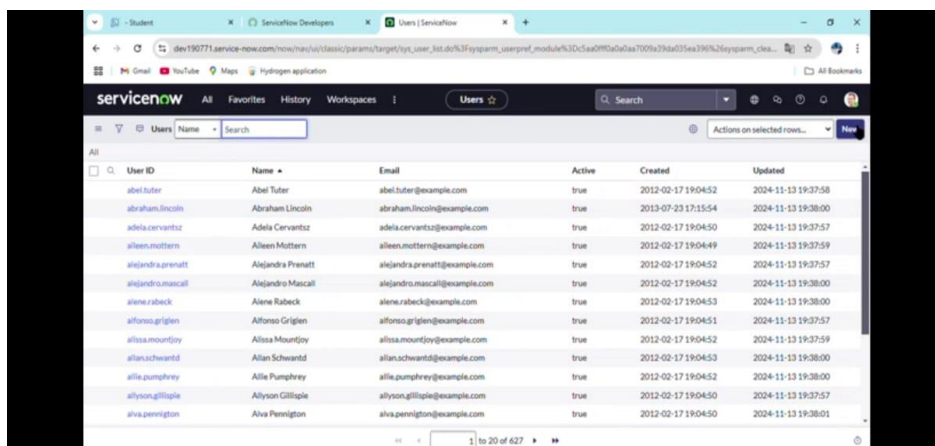 - Student
ServiceNow Developers
Users | ServiceNow
dev190771.service-now.com/now/nav/ui/classic/params/target/sys_user_list.do%3Fsysparm_userpref_module%3Dc5aa0fff0a0a0aa7009a39da035ea396%26sysparm_clea...
Gmail YouTube Maps Hydrogen application All Bookmarks
servicenow All Favorites History Workspaces Users Search
Users Name Search Actions on selected rows... New
All
User ID Name Email Active Created Updated
abel.tuter Abel Tuter abel.tuter@example.com true 2012-02-17 19:04:52 2024-11-13 19:37:58
abraham.lincoln Abraham Lincoln abraham.lincoln@example.com true 2013-07-23 17:15:54 2024-11-13 19:38:00
adela.cervantsz Adela Cervantsz adela.cervantsz@example.com true 2012-02-17 19:04:50 2024-11-13 19:37:57
aileen.mottern Aileen Mottern aileen.mottern@example.com true 2012-02-17 19:04:49 2024-11-13 19:37:59
alejandra.prenatt Alejandra Prenatt alejandra.prenatt@example.com true 2012-02-17 19:04:52 2024-11-13 19:37:57
alejandro.mascall Alejandro Mascall alejandro.mascall@example.com true 2012-02-17 19:04:52 2024-11-13 19:38:00
alene.rabeck Alene Rabeck alene.rabeck@example.com true 2012-02-17 19:04:53 2024-11-13 19:38:00
alfonso.griglen Alfonso Griglen alfonso.griglen@example.com true 2012-02-17 19:04:51 2024-11-13 19:37:57
alissa.mountjoy Alissa Mountjoy alissa.mountjoy@example.com true 2012-02-17 19:04:52 2024-11-13 19:37:59
allan.schwantd Allan Schwantd allan.schwantd@example.com true 2012-02-17 19:04:53 2024-11-13 19:38:00
allie.pumphrey Allie Pumphrey allie.pumphrey@example.com true 2012-02-17 19:04:52 2024-11-13 19:38:00
allyson.gillispie Allyson Gillispie allyson.gillispie@example.com true 2012-02-17 19:04:50 2024-11-13 19:37:57
alva.pennigton Alva Pennigton alva.pennigton@example.com true 2012-02-17 19:04:50 2024-11-13 19:38:01
1 to 20 of 627